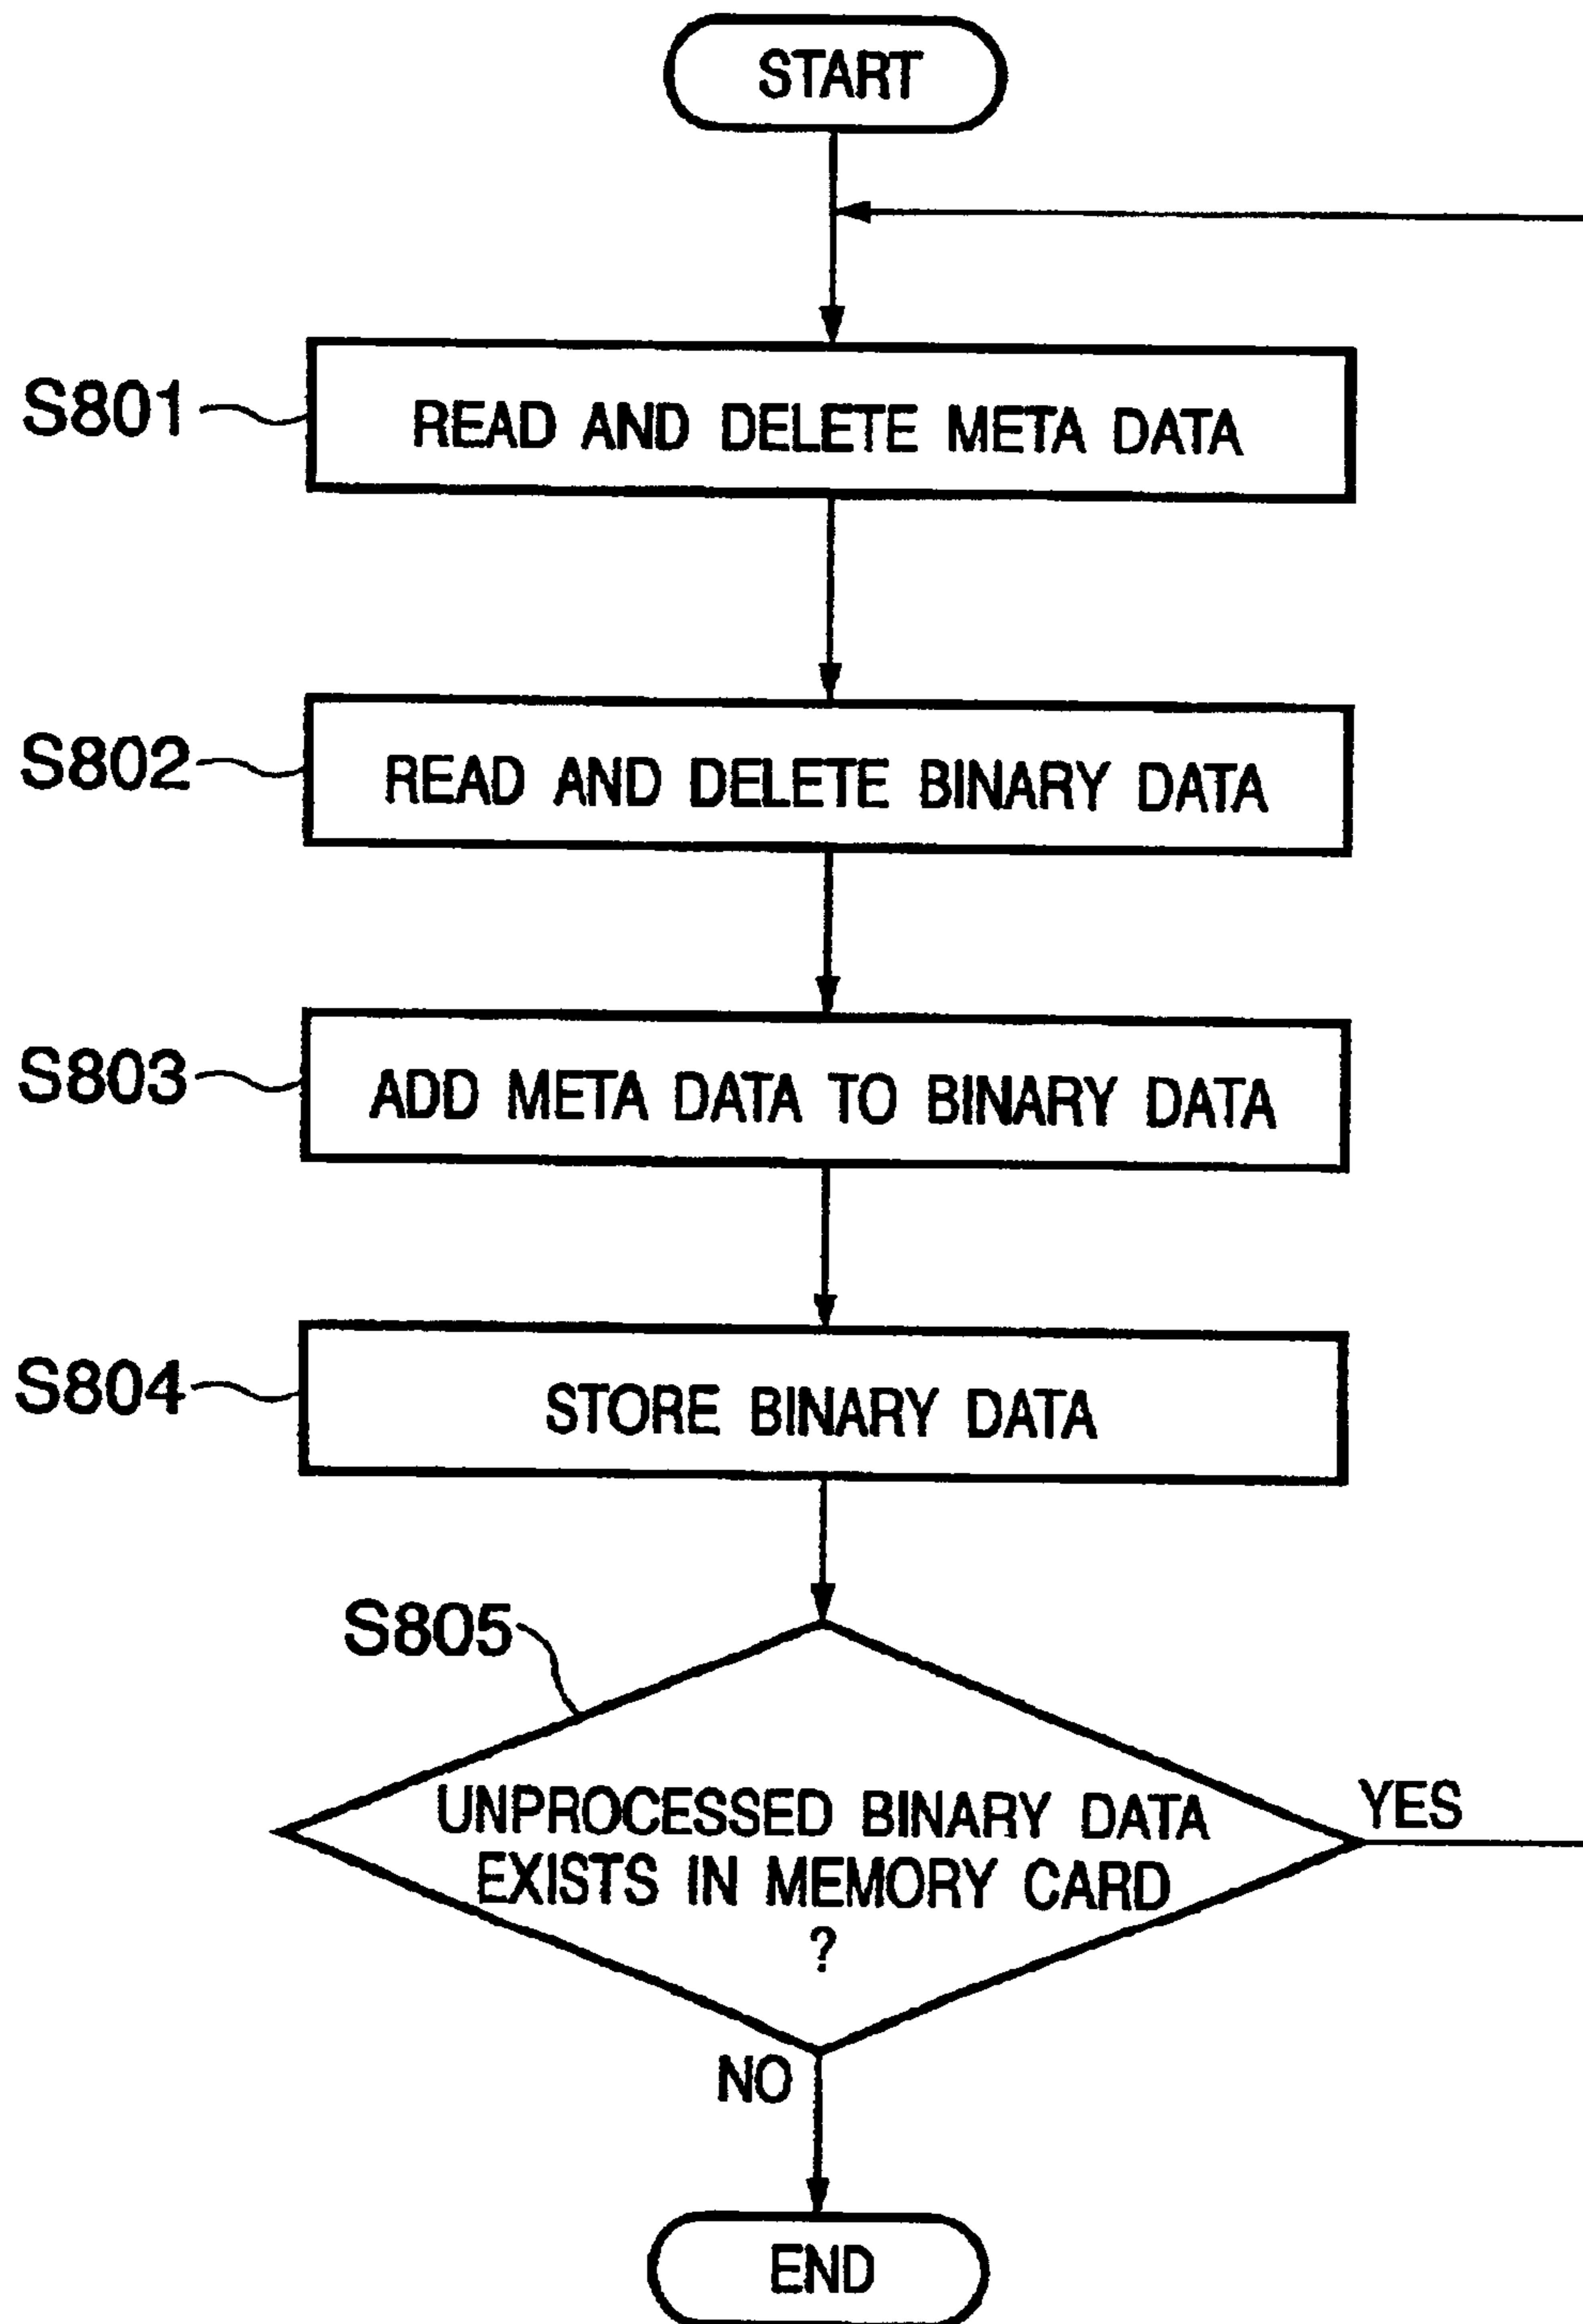 START
S801
READ AND DELETE META DATA
S802
READ AND DELETE BINARY DATA
S803
ADD META DATA TO BINARY DATA
S804
STORE BINARY DATA
S805
UNPROCESSED BINARY DATA
EXISTS IN MEMORY CARD
?
YES
NO
END